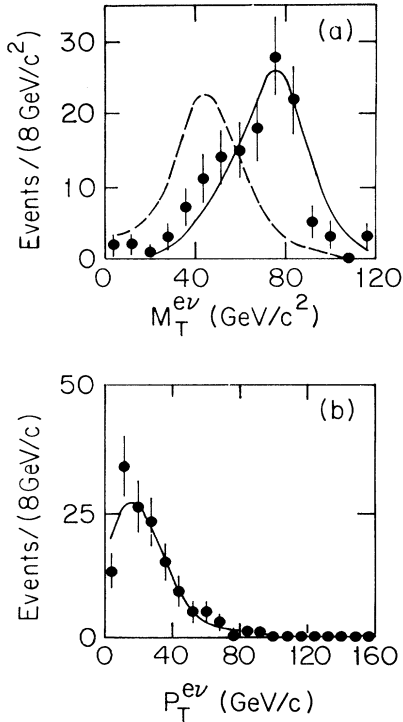 30
20
10
0
0 40 80 120
(a)
Events/(8 GeV/c²)
M_T^{eν} (GeV/c²)
50
25
0
0 40 80 120 160
(b)
Events/(8GeV/c)
P_T^{eν} (GeV/c)